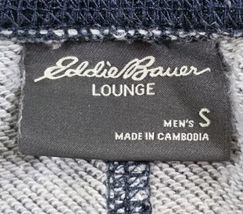 Eddie Bauer
LOUNGE
MEN'S S
MADE IN CAMBODIA